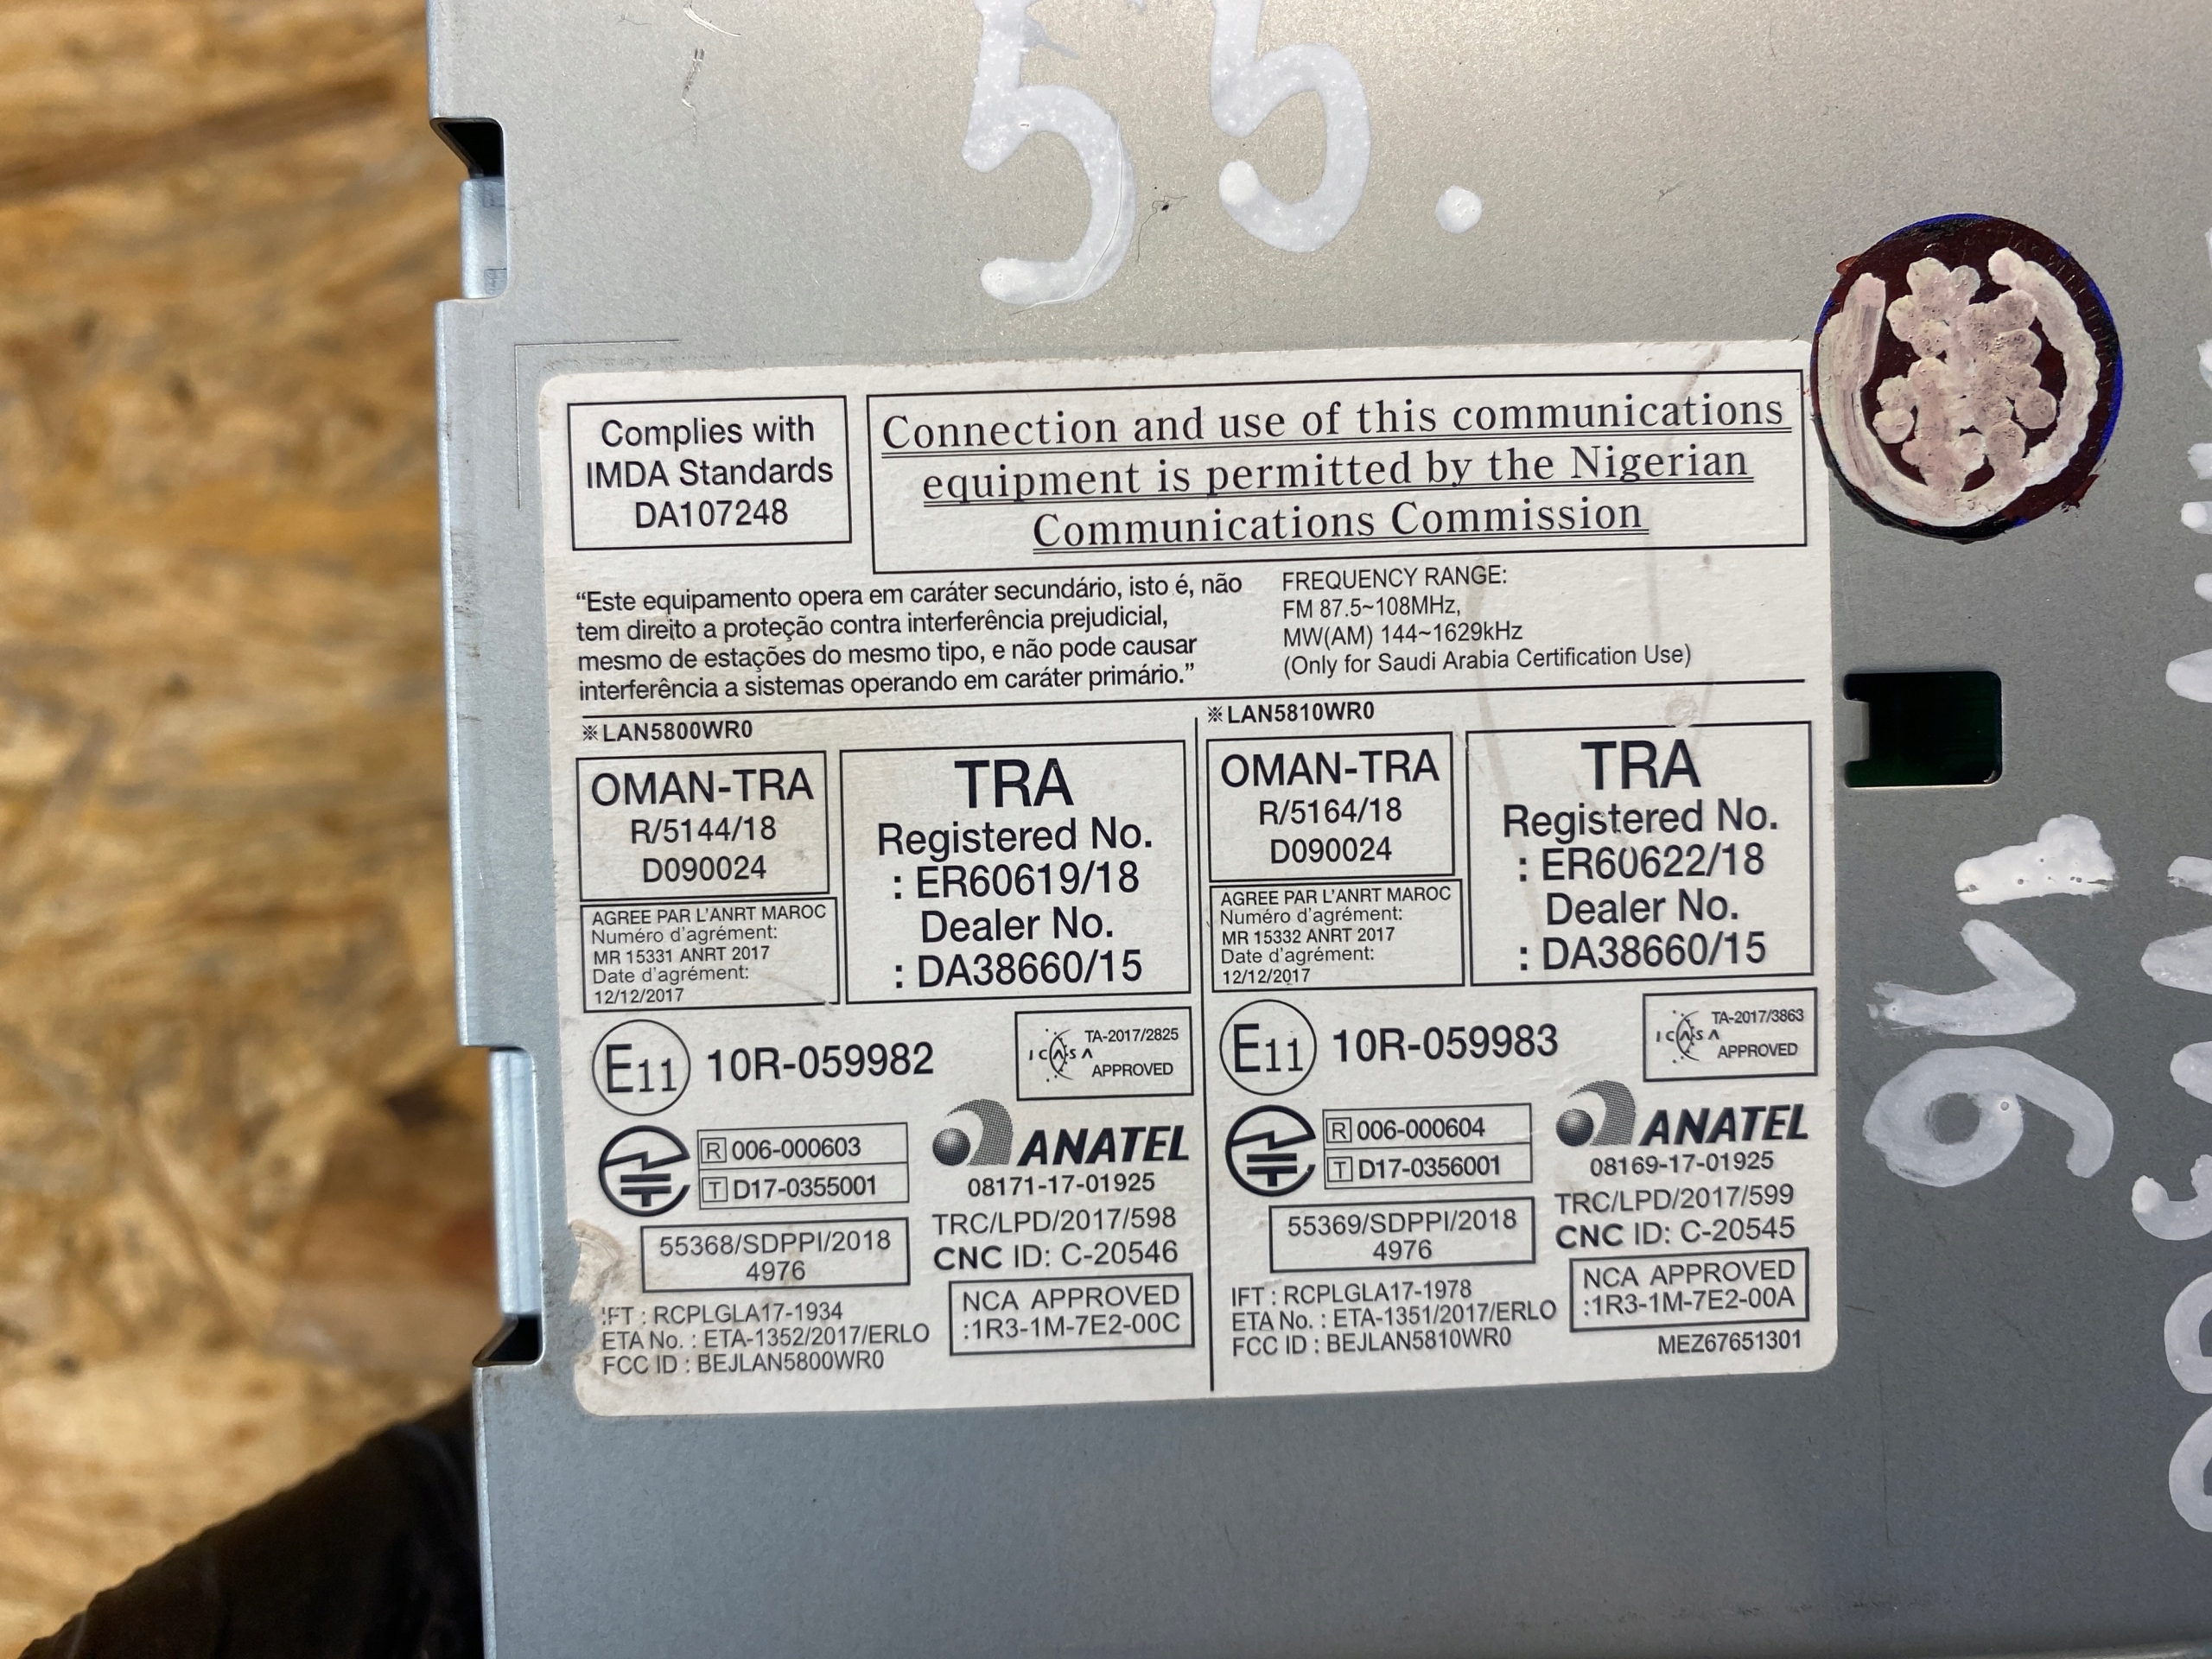 55.
Complies with
IMDA Standards
DA107248
Connection and use of this communications
equipment is permitted by the Nigerian
Communications Commission
“Este equipamento opera em caráter secundário, isto é, não
tem direito a proteção contra interferência prejudicial,
mesmo de estações do mesmo tipo, e não pode causar
interferência a sistemas operando em caráter primário.”
FREQUENCY RANGE:
FM 87.5~108MHz,
MW(AM) 144~1629kHz
(Only for Saudi Arabia Certification Use)
※LAN5800WR0
OMAN-TRA
R/5144/18
D090024
TRA
Registered No.
: ER60619/18
Dealer No.
: DA38660/15
AGREE PAR L'ANRT MAROC
Numéro d'agrément:
MR 15331 ANRT 2017
Date d'agrément:
12/12/2017
E11 10R-059982
ICASA TA-2017/2825
APPROVED
R 006-000603
T D17-0355001
ANATEL
08171-17-01925
TRC/LPD/2017/598
CNC ID: C-20546
55368/SDPPI/2018
4976
NCA APPROVED
:1R3-1M-7E2-00C
IFT : RCPLGLA17-1934
ETA No. : ETA-1352/2017/ERLO
FCC ID : BEJLAN5800WR0
※LAN5810WR0
OMAN-TRA
R/5164/18
D090024
TRA
Registered No.
: ER60622/18
Dealer No.
: DA38660/15
AGREE PAR L'ANRT MAROC
Numéro d'agrément:
MR 15332 ANRT 2017
Date d'agrément:
12/12/2017
E11 10R-059983
ICASA TA-2017/3863
APPROVED
R 006-000604
T D17-0356001
ANATEL
08169-17-01925
TRC/LPD/2017/599
CNC ID: C-20545
55369/SDPPI/2018
4976
NCA APPROVED
:1R3-1M-7E2-00A
IFT : RCPLGLA17-1978
ETA No. : ETA-1351/2017/ERLO
FCC ID : BEJLAN5810WR0
MEZ67651301